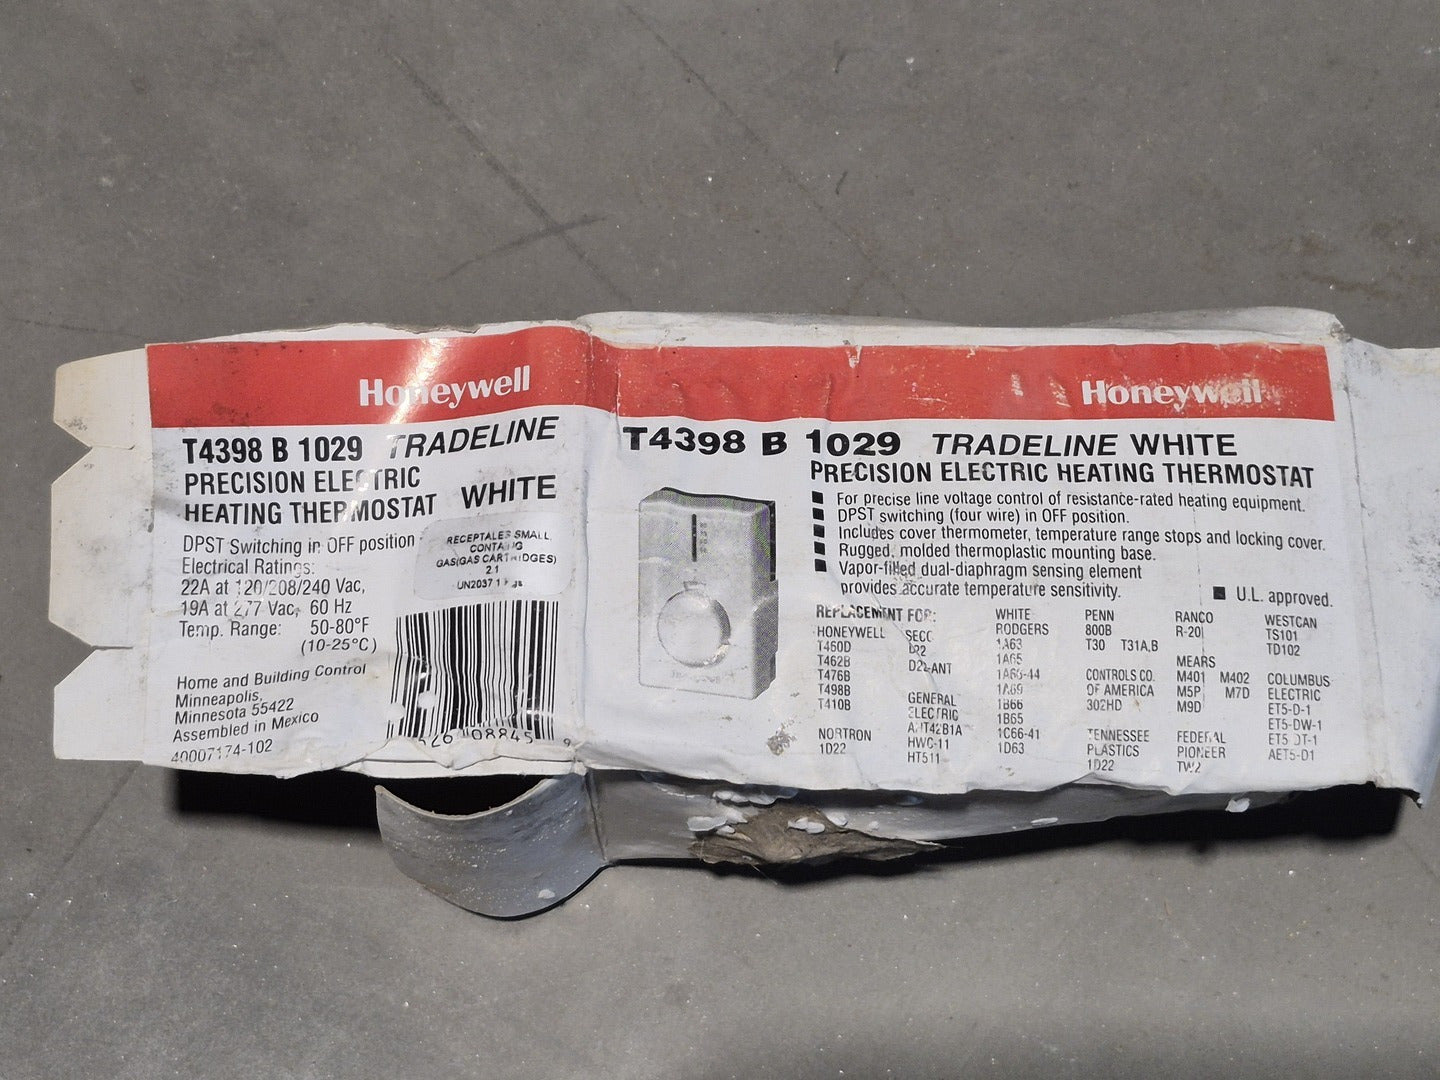 Honeywell
T4398 B 1029 TRADELINE
PRECISION ELECTRIC
HEATING THERMOSTAT WHITE
DPST Switching in OFF position
Electrical Ratings:
22A at 120/208/240 Vac,
19A at 277 Vac, 60 Hz
Temp. Range: 50-80°F
(10-25°C)
Home and Building Control
Minneapolis,
Minnesota 55422
Assembled in Mexico
40007174-102
RECEPTALES SMALL
GAS(GAS CARTRIDGES)
2.1
UN2037 1
08845
9
Honeywell
T4398 B 1029 TRADELINE WHITE
PRECISION ELECTRIC HEATING THERMOSTAT
■ For precise line voltage control of resistance-rated heating equipment.
■ DPST switching (four wire) in OFF position.
■ Includes cover thermometer, temperature range stops and locking cover.
■ Rugged, molded thermoplastic mounting base.
■ Vapor-filled dual-diaphragm sensing element
provides accurate temperature sensitivity.
■ U.L. approved.
REPLACEMENT FOR:
HONEYWELL
T460D
T462B
T476B
T498B
T410B
NORTRON
1D22
GENERAL
ELECTRIC
HWC-11
HT511
WHITE
RODGERS
1A63
1A65
1A69
1B66
1B65
1C66-41
1D63
PENN
800B
T30 T31A,B
CONTROLS CO.
OF AMERICA
302HD
TENNESSEE
PLASTICS
1D22
RANCO
R-20
MEARS
M401 M402
M5P M7D
M9D
FEDERAL
PIONEER
TW2
WESTCAN
TS101
TD102
COLUMBUS
ELECTRIC
ET5-D-1
ET5-DW-1
AET5-D1